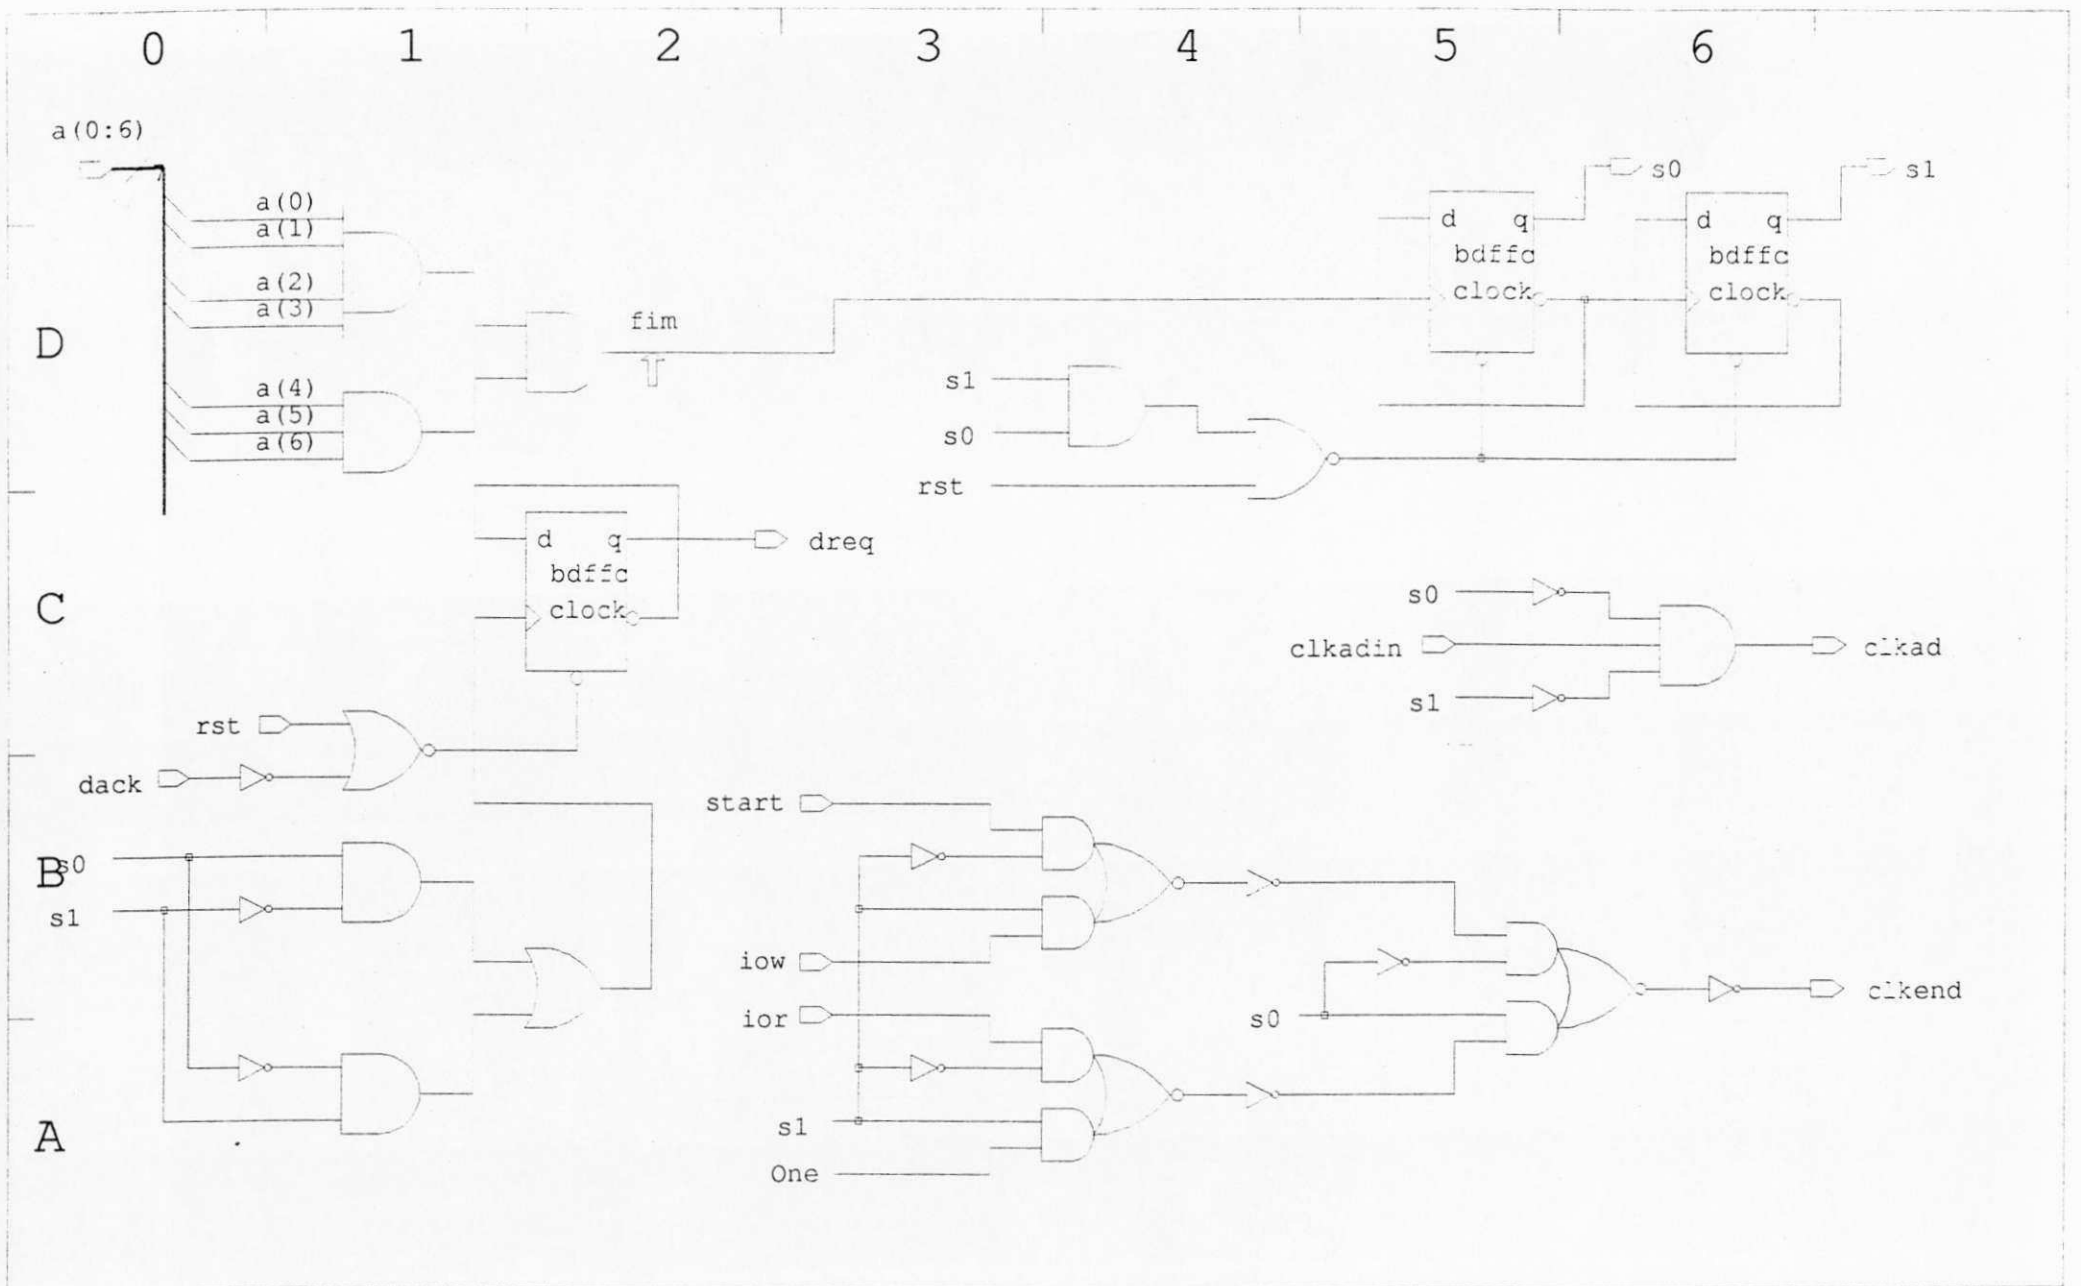 0 1 2 3 4 5 6
a(0:6)
a(0)
a(1)
a(2)
a(3)
a(4)
a(5)
a(6)
D
fim
s1
s0
rst
d q
bdffc
clock
s0
d q
bdffc
clock
s1
C
d q
bdffc
clock
dreq
rst
dack
s0
clkadin
s1
clkad
B
s0
s1
start
iow
ior
s0
clkend
A
s1
One